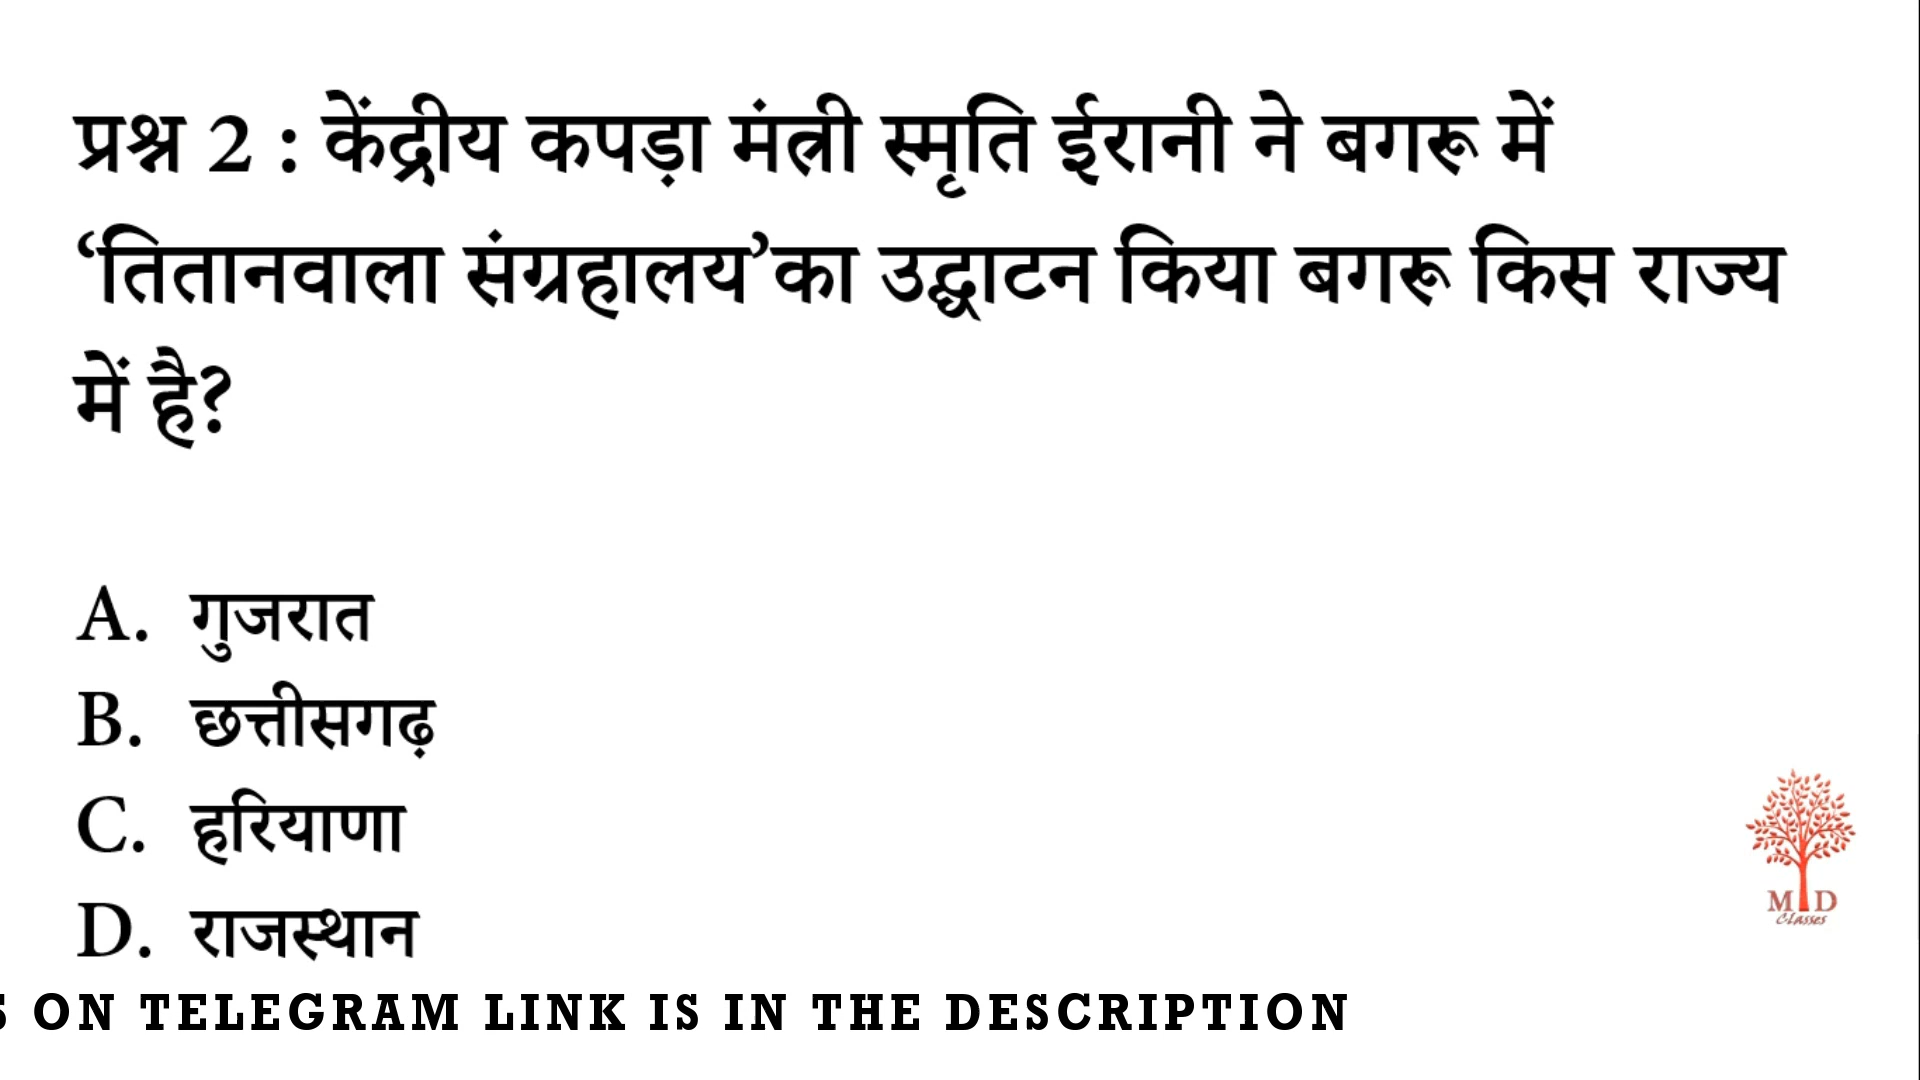 प्रश्न 2 : केंद्रीय कपड़ा मंत्री स्मृति ईरानी ने बगरू में
‘तितानवाला संग्रहालय’का उद्घाटन किया बगरू किस राज्य
में है?
A. गुजरात
B. छत्तीसगढ़
C. हरियाणा
D. राजस्थान
M D
Classes
S ON TELEGRAM LINK IS IN THE DESCRIPTION